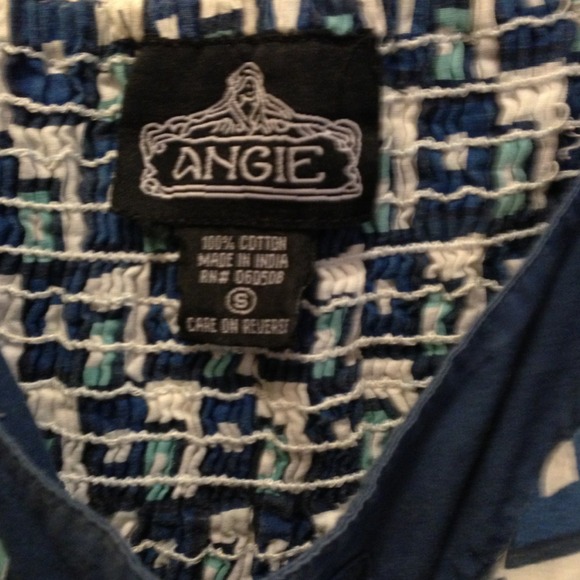 ANGIE
100% COTTON
MADE IN INDIA
RN# 060508
S
CARE ON REVERSE